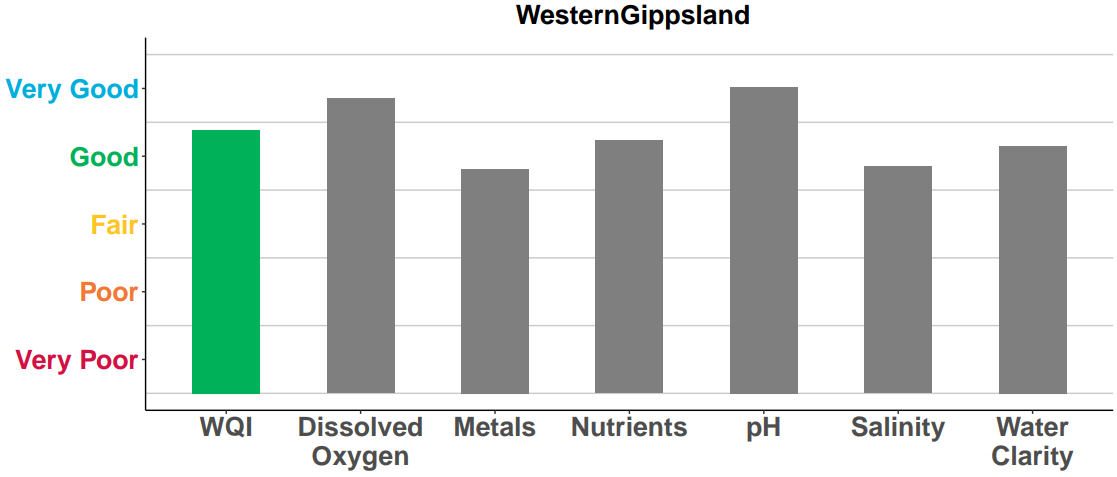 WesternGippsland
Very Good
Good
Fair
Poor
Very Poor
WQI
Dissolved
Oxygen
Metals
Nutrients
pH
Salinity
Water
Clarity